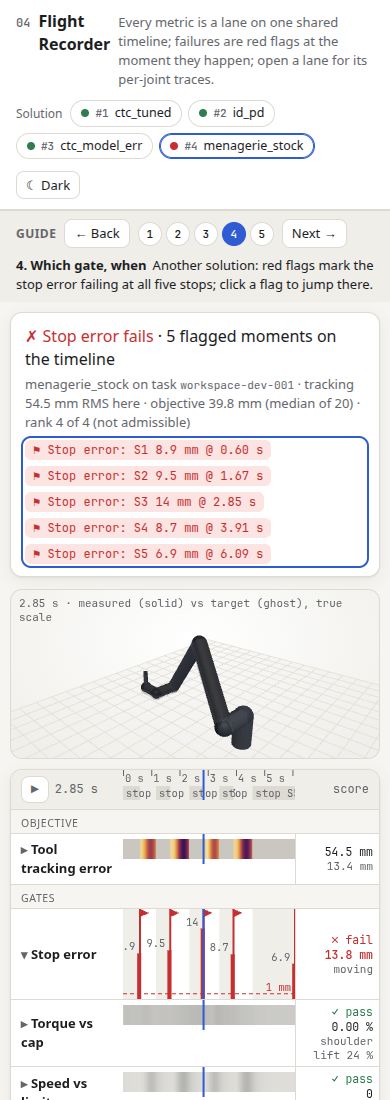 04 Flight Recorder
Every metric is a lane on one shared
timeline; failures are red flags at the
moment they happen; open a lane for its
per-joint traces.
Solution #1 ctc_tuned #2 id_pd
#3 ctc_model_err #4 menagerie_stock
☾ Dark
GUIDE ← Back 1 2 3 4 5 Next →
4. Which gate, when Another solution: red flags mark the
stop error failing at all five stops; click a flag to jump there.
✗ Stop error fails · 5 flagged moments on
the timeline
menagerie_stock on task workspace-dev-001 · tracking
54.5 mm RMS here · objective 39.8 mm (median of 20) ·
rank 4 of 4 (not admissible)
⚑ Stop error: S1 8.9 mm @ 0.60 s
⚑ Stop error: S2 9.5 mm @ 1.67 s
⚑ Stop error: S3 14 mm @ 2.85 s
⚑ Stop error: S4 8.7 mm @ 3.91 s
⚑ Stop error: S5 6.9 mm @ 6.09 s
2.85 s · measured (solid) vs target (ghost), true
scale
▶ 2.85 s
0 s 1 s 2 s 3 s 4 s 5 s
stop stop stop stop stop S
score
OBJECTIVE
▸ Tool
tracking error
54.5 mm
13.4 mm
GATES
▾ Stop error
.9 9.5 14 8.7 6.9
1 mm
✕ fail
13.8 mm
moving
▸ Torque vs
cap
✓ pass
0.00 %
shoulder
lift 24 %
▸ Speed vs
✓ pass
0